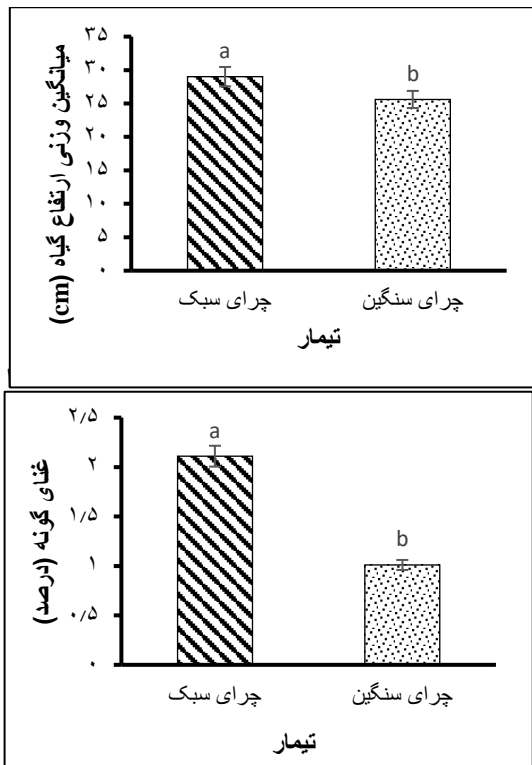 میانگین وزنی ارتفاع گیاه (cm)
۳۵
۳۰
۲۵
۲۰
۱۵
۱۰
۵
۰
a
b
چرای سبک
چرای سنگین
تیمار
غنای گونه (درصد)
۲/۵
۲
۱/۵
۱
۰/۵
۰
a
b
چرای سبک
چرای سنگین
تیمار